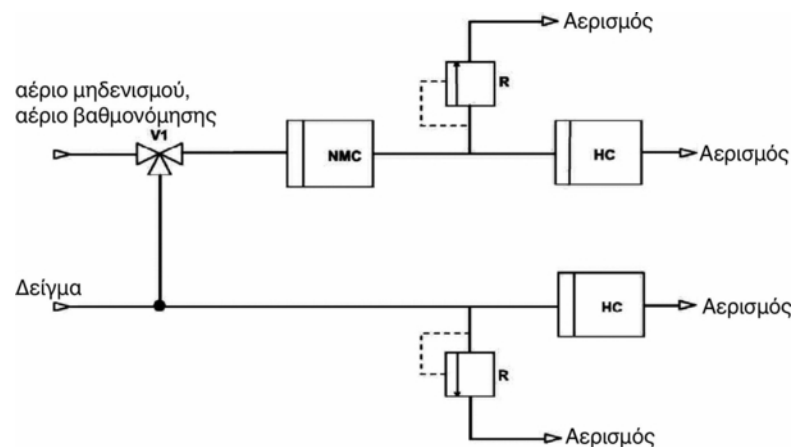 Αερισμός
R
αέριο μηδενισμού,
αέριο βαθμονόμησης
V1
NMC
HC
Αερισμός
Δείγμα
HC
Αερισμός
R
Αερισμός